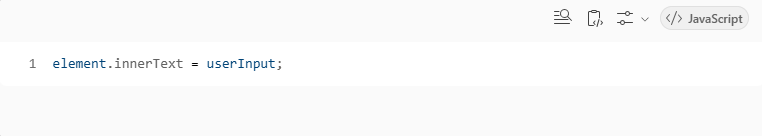 </> JavaScript
1 element.innerText = userInput;